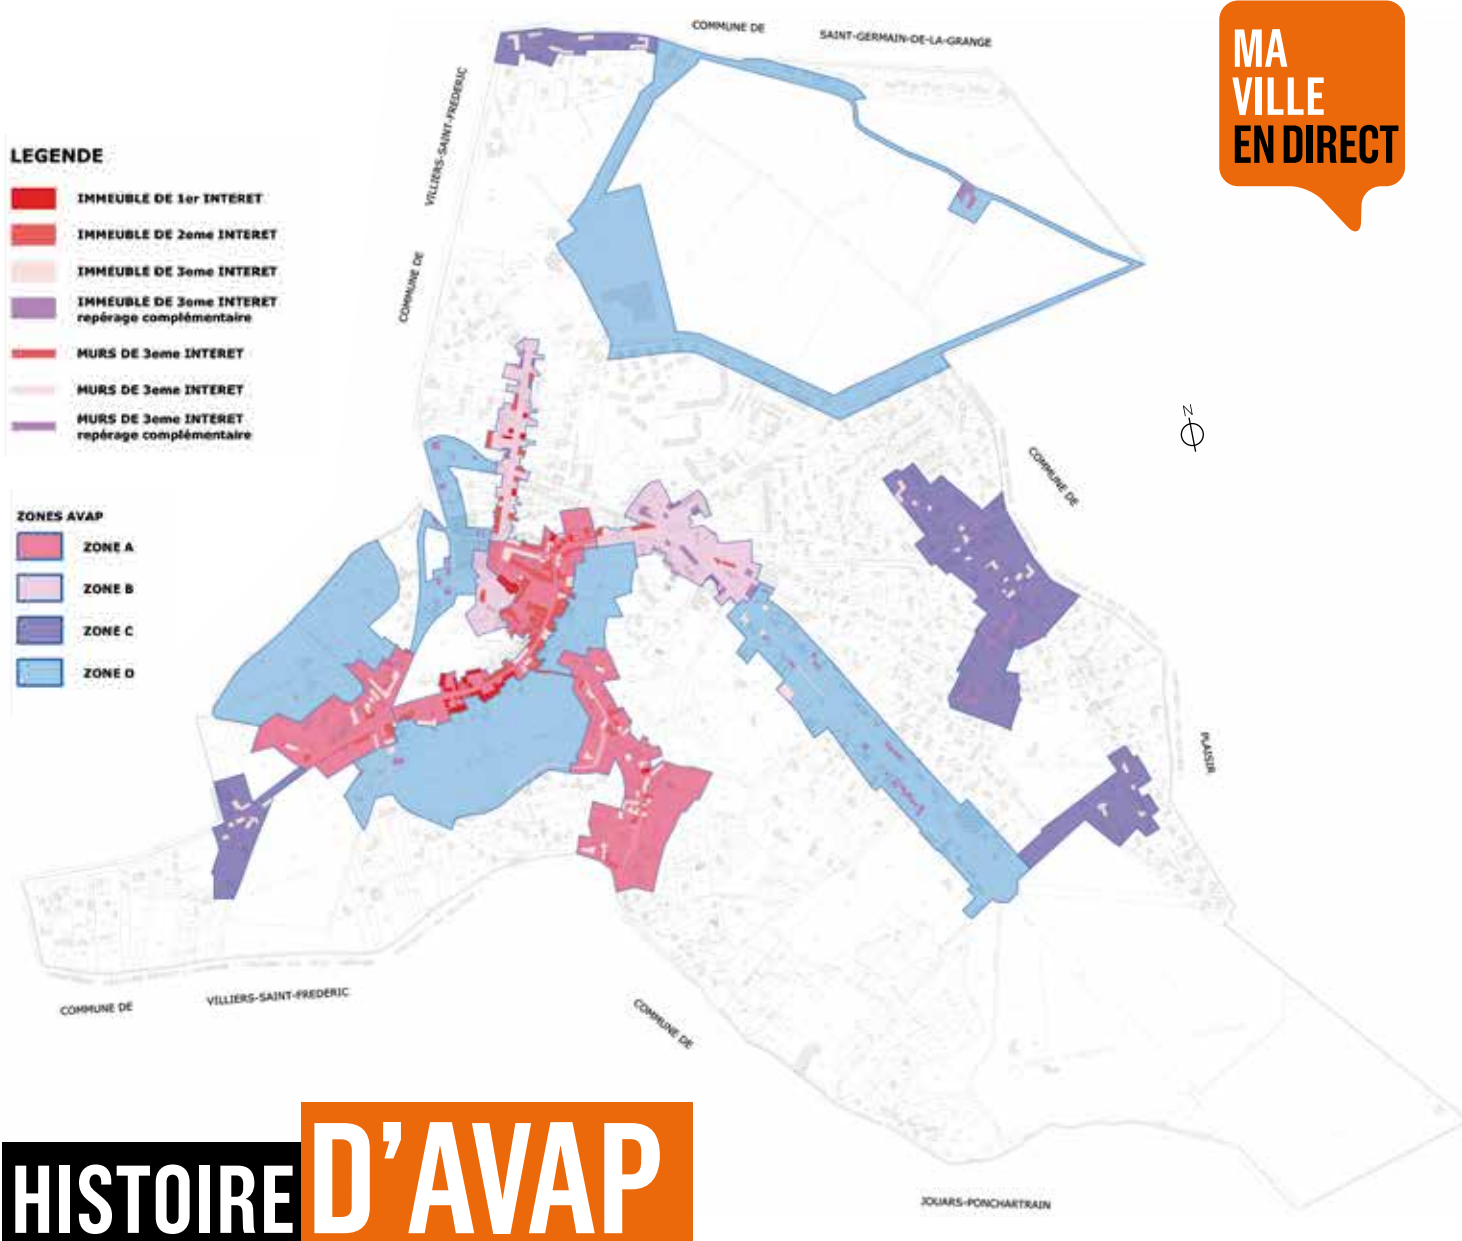 COMMUNE DE
SAINT-GERMAIN-DE-LA-GRANGE
MA
VILLE
EN DIRECT
VILLIERS-SAINT-FREDERIC
COMMUNE DE
LEGENDE
IMMEUBLE DE 1er INTERET
IMMEUBLE DE 2eme INTERET
IMMEUBLE DE 3eme INTERET
IMMEUBLE DE 3eme INTERET
repérage complémentaire
MURS DE 3eme INTERET
MURS DE 3eme INTERET
MURS DE 3eme INTERET
repérage complémentaire
ZONES AVAP
ZONE A
ZONE B
ZONE C
ZONE D
N
COMMUNE DE
PLAISIR
COMMUNE DE
VILLIERS-SAINT-FREDERIC
COMMUNE DE
JOUARS-PONCHARTRAIN
HISTOIRE D'AVAP